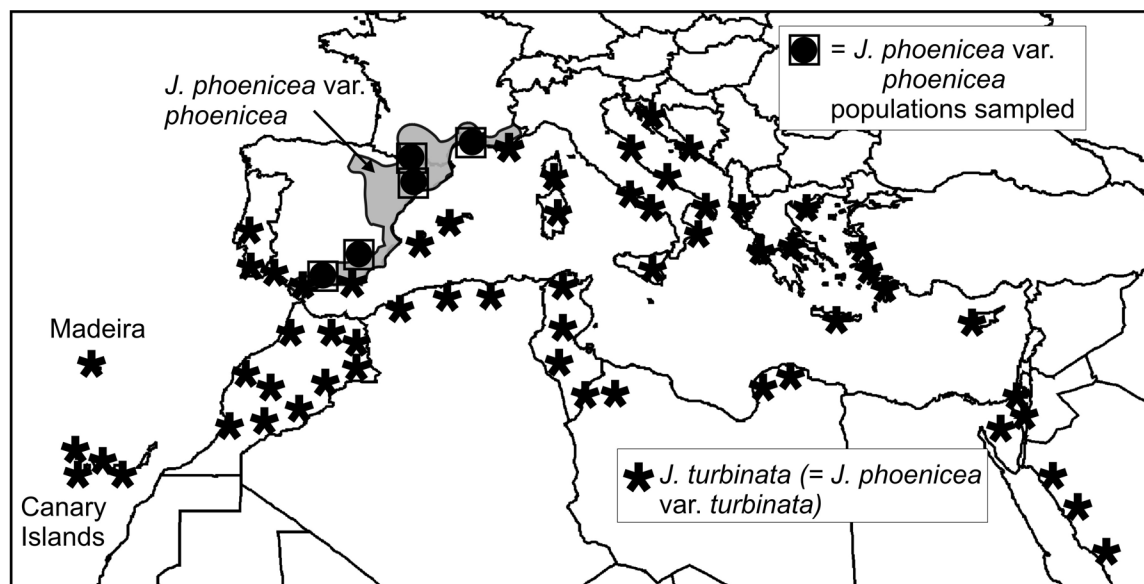 J. phoenicea var.
phoenicea
= J. phoenicea var.
phoenicea
populations sampled
Madeira
Canary
Islands
J. turbinata (= J. phoenicea
var. turbinata)